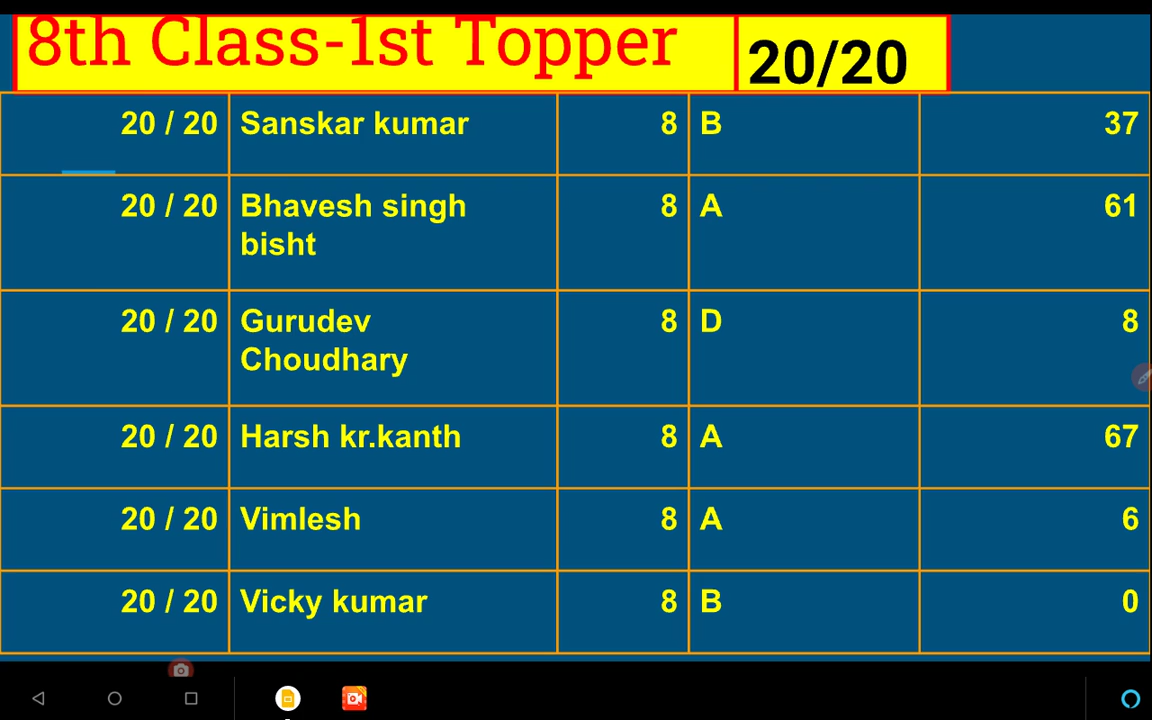 8th Class-1st Topper 20/20
20 / 20 Sanskar kumar 8 B 37
20 / 20 Bhavesh singh 8 A 61
bisht
20 / 20 Gurudev 8 D 8
Choudhary
20 / 20 Harsh kr.kanth 8 A 67
20 / 20 Vimlesh 8 A 6
20 / 20 Vicky kumar 8 B 0